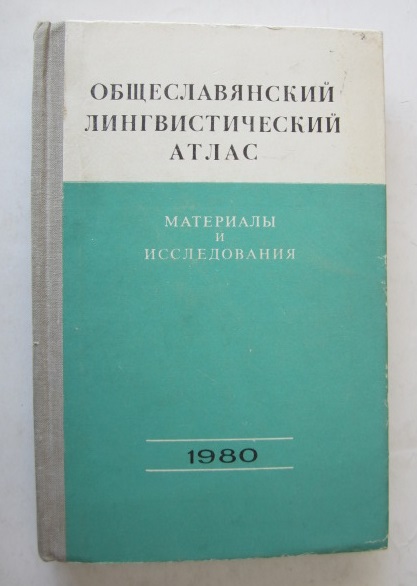 ОБЩЕСЛАВЯНСКИЙ
ЛИНГВИСТИЧЕСКИЙ
АТЛАС
МАТЕРИАЛЫ
И
ИССЛЕДОВАНИЯ
1980